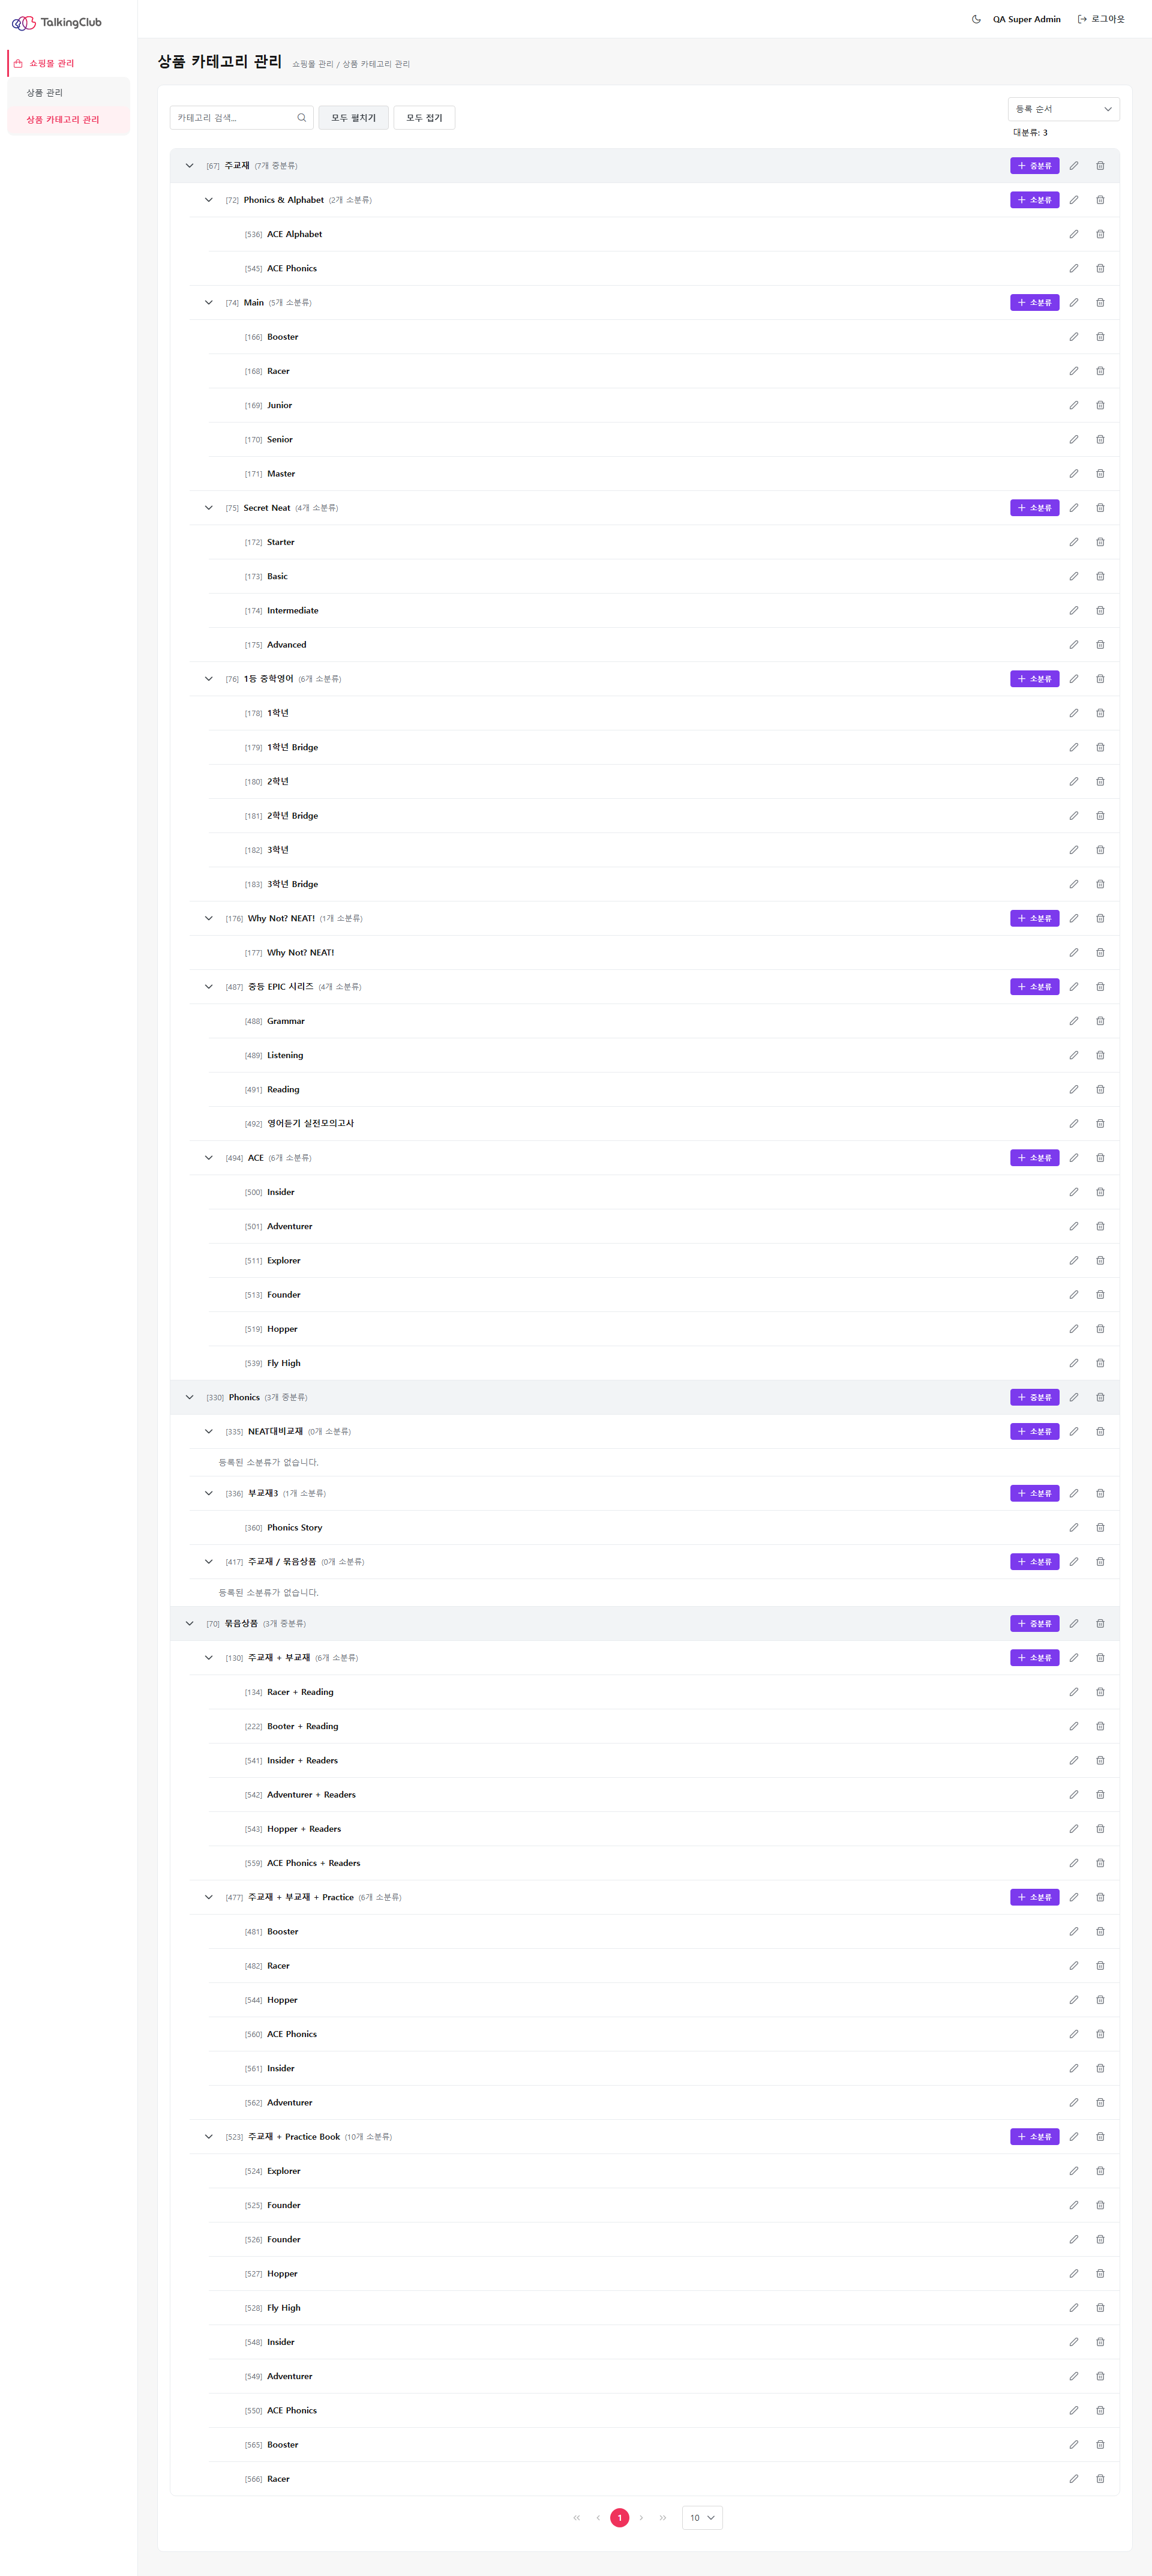 TalkingClub
QA Super Admin 로그아웃
쇼핑몰 관리
상품 관리
상품 카테고리 관리
상품 카테고리 관리 쇼핑몰 관리 / 상품 카테고리 관리
카테고리 검색... 모두 펼치기 모두 접기 등록 순서
대분류: 3
[67] 주교재 (7개 중분류) + 중분류
[72] Phonics & Alphabet (2개 소분류) + 소분류
[536] ACE Alphabet
[545] ACE Phonics
[74] Main (5개 소분류) + 소분류
[166] Booster
[168] Racer
[169] Junior
[170] Senior
[171] Master
[75] Secret Neat (4개 소분류) + 소분류
[172] Starter
[173] Basic
[174] Intermediate
[175] Advanced
[76] 1등 중학영어 (6개 소분류) + 소분류
[178] 1학년
[179] 1학년 Bridge
[180] 2학년
[181] 2학년 Bridge
[182] 3학년
[183] 3학년 Bridge
[176] Why Not? NEAT! (1개 소분류) + 소분류
[177] Why Not? NEAT!
[487] 중등 EPIC 시리즈 (4개 소분류) + 소분류
[488] Grammar
[489] Listening
[491] Reading
[492] 영어듣기 실전모의고사
[494] ACE (6개 소분류) + 소분류
[500] Insider
[501] Adventurer
[511] Explorer
[513] Founder
[519] Hopper
[539] Fly High
[330] Phonics (3개 중분류) + 중분류
[335] NEAT대비교재 (0개 소분류) + 소분류
등록된 소분류가 없습니다.
[336] 부교재3 (1개 소분류) + 소분류
[360] Phonics Story
[417] 주교재 / 묶음상품 (0개 소분류) + 소분류
등록된 소분류가 없습니다.
[70] 묶음상품 (3개 중분류) + 중분류
[130] 주교재 + 부교재 (6개 소분류) + 소분류
[134] Racer + Reading
[222] Booter + Reading
[541] Insider + Readers
[542] Adventurer + Readers
[543] Hopper + Readers
[559] ACE Phonics + Readers
[477] 주교재 + 부교재 + Practice (6개 소분류) + 소분류
[481] Booster
[482] Racer
[544] Hopper
[560] ACE Phonics
[561] Insider
[562] Adventurer
[523] 주교재 + Practice Book (10개 소분류) + 소분류
[524] Explorer
[525] Founder
[526] Founder
[527] Hopper
[528] Fly High
[548] Insider
[549] Adventurer
[550] ACE Phonics
[565] Booster
[566] Racer
1 10